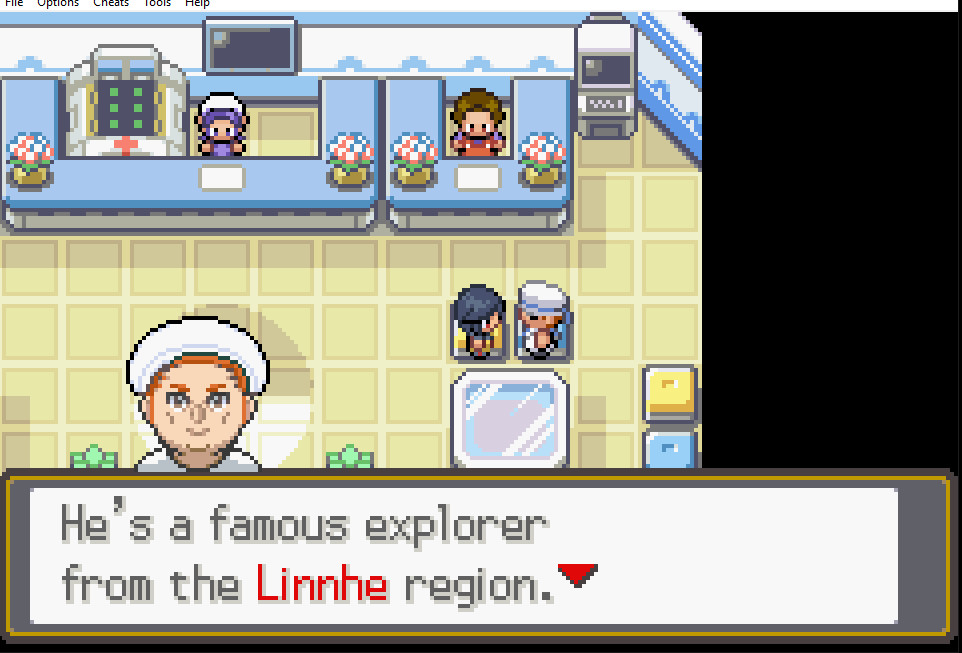 File Options Cheats Tools Help
He's a famous explorer
from the Linnhe region.